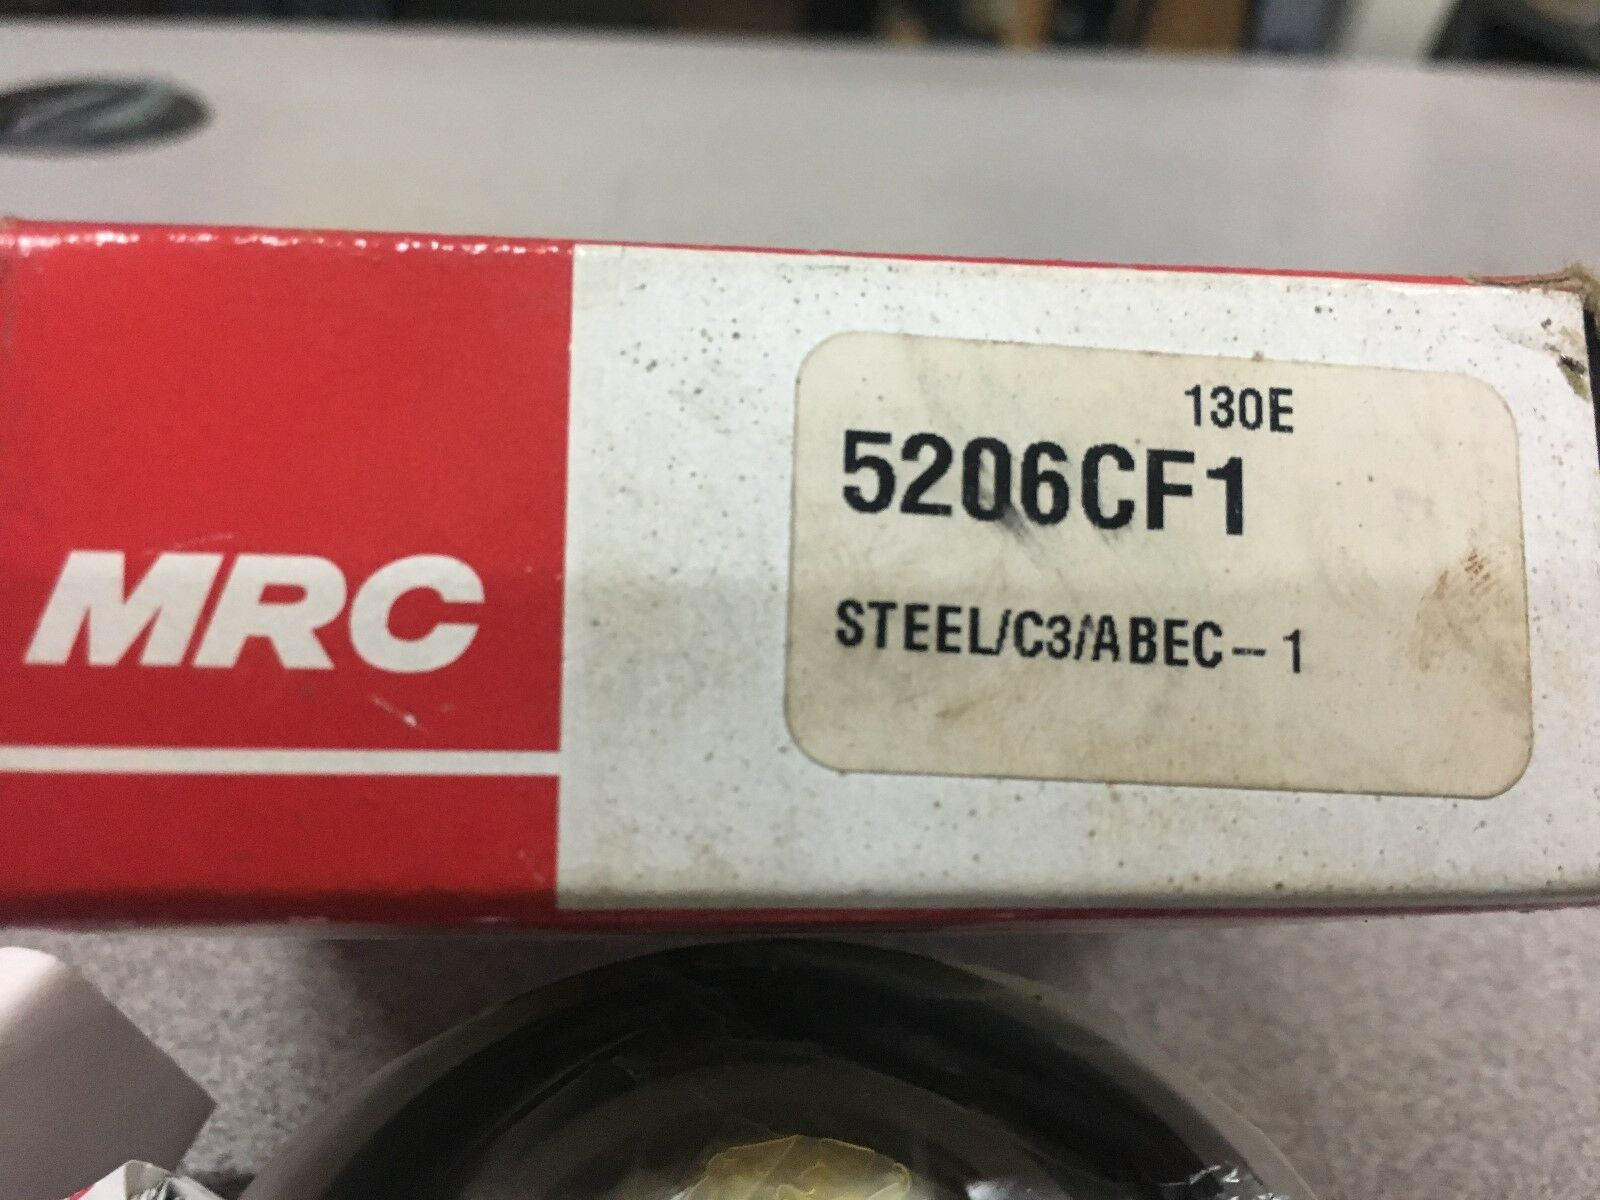 MRC
130E
5206CF1
STEEL/C3/ABEC-1